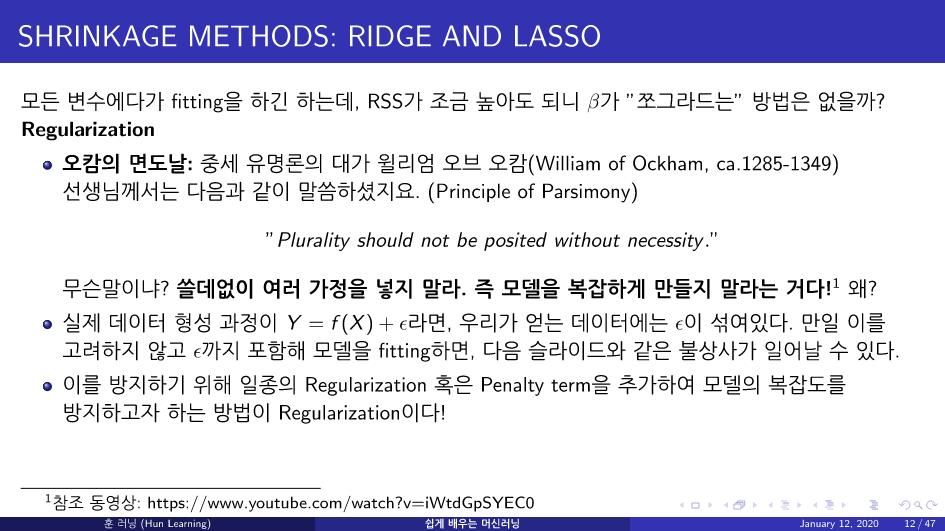 SHRINKAGE METHODS: RIDGE AND LASSO
모든 변수에다가 fitting을 하긴 하는데, RSS가 조금 높아도 되니 β가 ”쪼그라드는” 방법은 없을까?
Regularization
오캄의 면도날: 중세 유명론의 대가 윌리엄 오브 오캄(William of Ockham, ca.1285-1349)
선생님께서는 다음과 같이 말씀하셨지요. (Principle of Parsimony)
”Plurality should not be posited without necessity.”
무슨말이냐? 쓸데없이 여러 가정을 넣지 말라. 즉 모델을 복잡하게 만들지 말라는 거다!¹ 왜?
실제 데이터 형성 과정이 Y = f(X) + ϵ라면, 우리가 얻는 데이터에는 ϵ이 섞여있다. 만일 이를
고려하지 않고 ϵ까지 포함해 모델을 fitting하면, 다음 슬라이드와 같은 불상사가 일어날 수 있다.
이를 방지하기 위해 일종의 Regularization 혹은 Penalty term을 추가하여 모델의 복잡도를
방지하고자 하는 방법이 Regularization이다!
¹참조 동영상: https://www.youtube.com/watch?v=iWtdGpSYEC0
훈 러닝 (Hun Learning) 쉽게 배우는 머신러닝 January 12, 2020 12 / 47